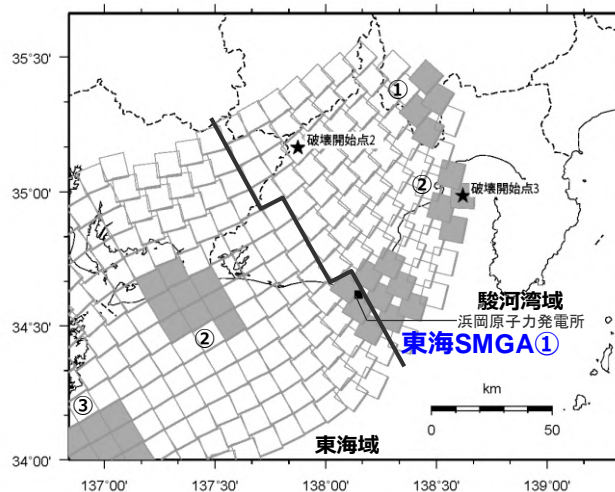 35°30'
①
破壊開始点2
35°00'
②
破壊開始点3
34°30'
駿河湾域
浜岡原子力発電所
②
東海SMGA①
③
km
0
50
東海域
34°00'
137°00'
137°30'
138°00'
138°30'
139°00'